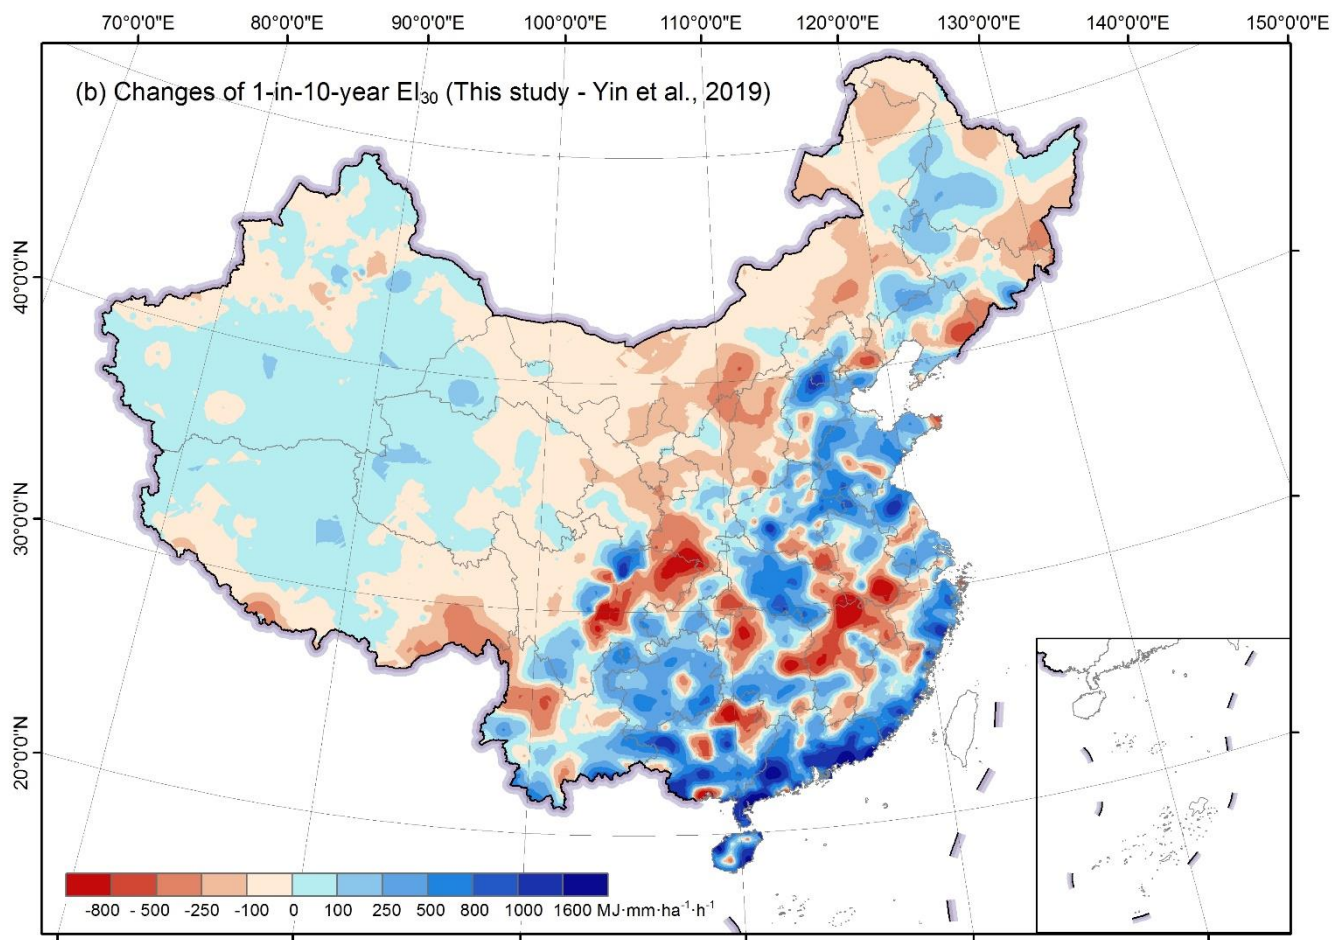 70°0'0"E 80°0'0"E 90°0'0"E 100°0'0"E 110°0'0"E 120°0'0"E 130°0'0"E 140°0'0"E 150°0'0"E
(b) Changes of 1-in-10-year EI₃₀ (This study - Yin et al., 2019)
40°0'0"N
30°0'0"N
20°0'0"N
-800 - 500 -250 -100 0 100 250 500 800 1000 1600 MJ·mm·ha⁻¹·h⁻¹